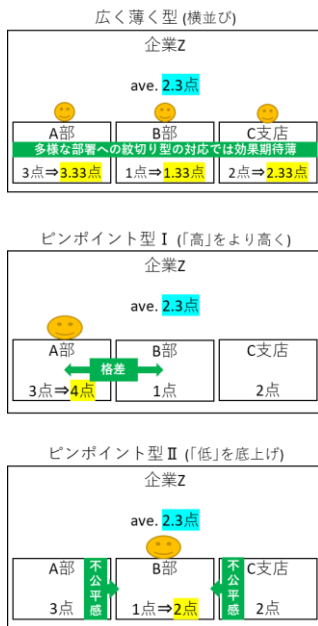 広く薄く型 (横並び)
企業Z
ave. 2.3点
A部 B部 C支店
多様な部署への紋切り型の対応では効果期待薄
3点⇒3.33点 1点⇒1.33点 2点⇒2.33点
ピンポイント型Ⅰ(｢高｣をより高く)
企業Z
ave. 2.3点
A部 B部 C支店
格差
3点⇒4点 1点 2点
ピンポイント型Ⅱ(｢低｣を底上げ)
企業Z
ave. 2.3点
A部 不公平感 B部 不公平感 C支店
3点 1点⇒2点 2点